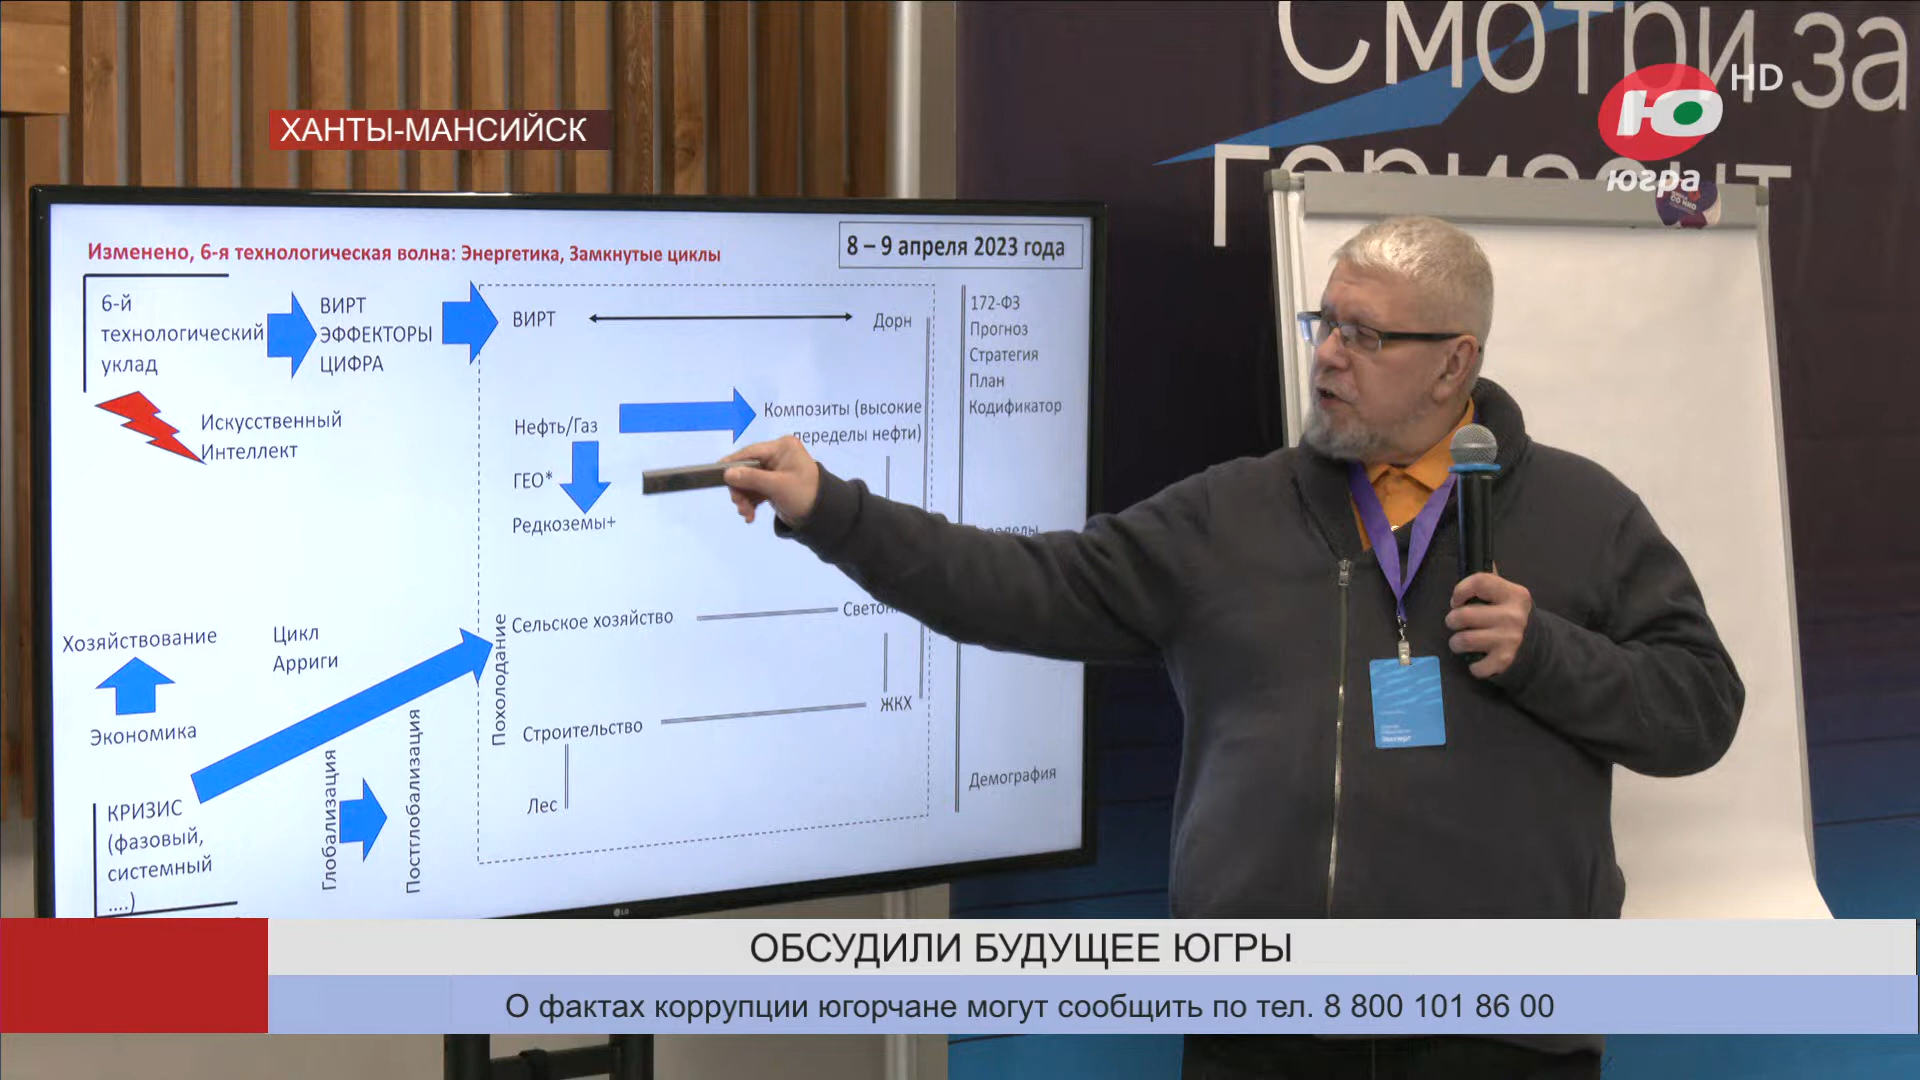 Смотри за
горизонт
HD
Ю
югра
ХАНТЫ-МАНСИЙСК
Изменено, 6-я технологическая волна: Энергетика, Замкнутые циклы
8 – 9 апреля 2023 года
6-й
технологический
уклад
ВИРТ
ЭФФЕКТОРЫ
ЦИФРА
ВИРТ
Дорн
172-ФЗ
Прогноз
Стратегия
План
Кодификатор
Искусственный
Интеллект
Нефть/Газ
Композиты (высокие
переделы нефти)
ГЕО*
Редкоземы+
Хозяйствование
Цикл
Арриги
Экономика
Похолодание
Сельское хозяйство
Строительство
ЖКХ
Лес
Демография
КРИЗИС
(фазовый,
системный
....)
Глобализация
Постглобализация
LG
Эксперт
ОБСУДИЛИ БУДУЩЕЕ ЮГРЫ
О фактах коррупции югорчане могут сообщить по тел. 8 800 101 86 00